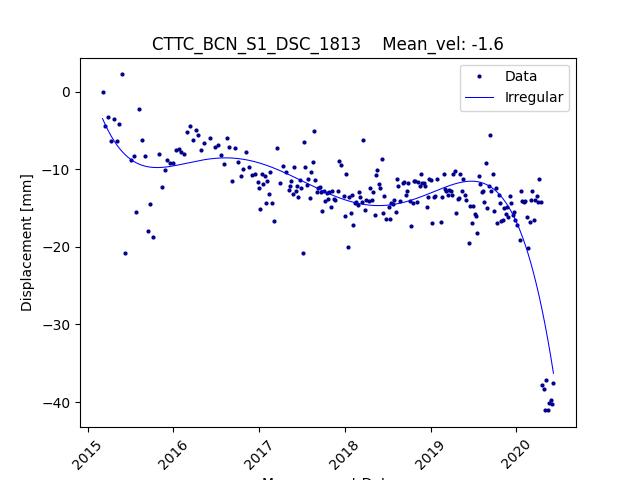 CTTC_BCN_S1_DSC_1813    Mean_vel: -1.6
Data
Irregular
Displacement [mm]
0
−10
−20
−30
−40
2015
2016
2017
2018
2019
2020